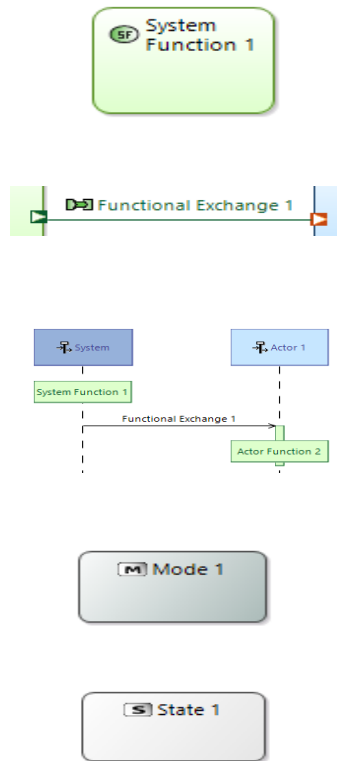 SF System
Function 1
Functional Exchange 1
System Actor 1
System Function 1
Functional Exchange 1
Actor Function 2
M Mode 1
S State 1